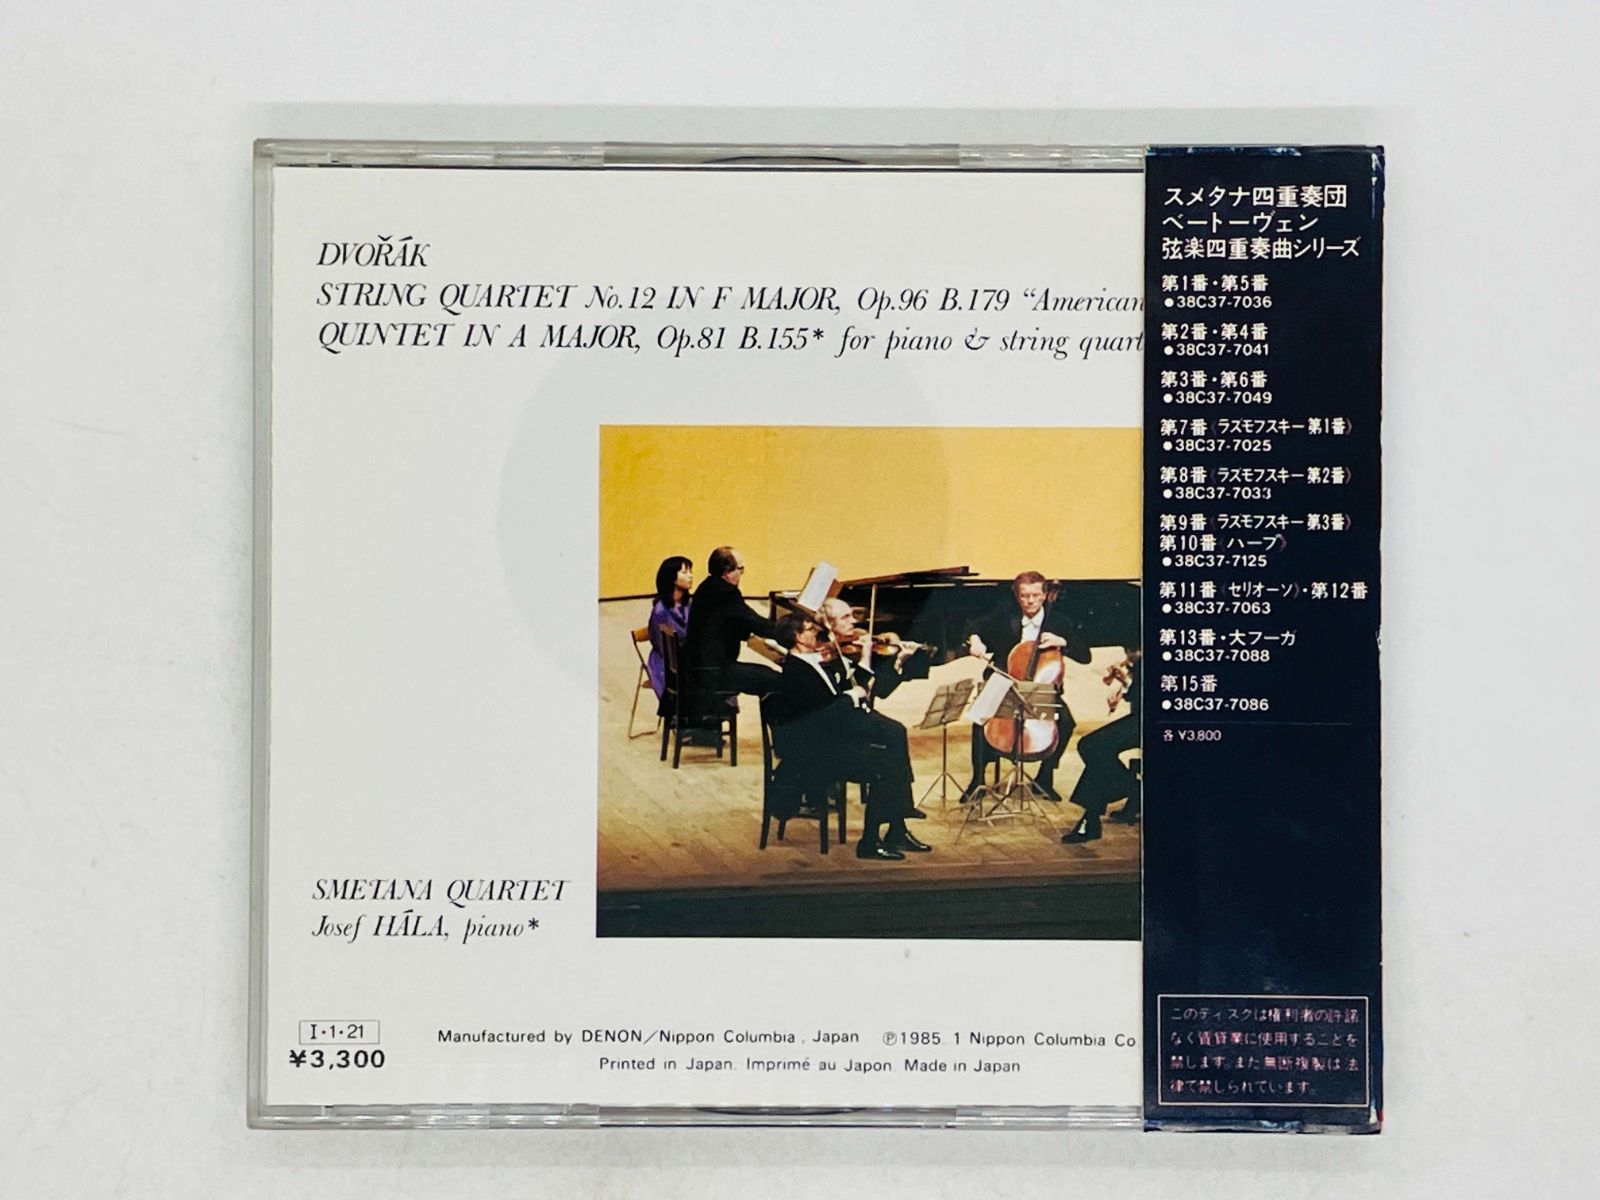 DVOŘÁK
STRING QUARTET No.12 IN F MAJOR, Op.96 B.179 “American
QUINTET IN A MAJOR, Op.81 B.155* for piano & string quart
SMETANA QUARTET
Josef HÁLA, piano*
I・1・21
¥3,300
Manufactured by DENON/Nippon Columbia, Japan ℗1985. 1 Nippon Columbia Co.
Printed in Japan. Imprimé au Japon. Made in Japan
スメタナ四重奏団
ベートーヴェン
弦楽四重奏曲シリーズ
第1番・第5番
●38C37-7036
第2番・第4番
●38C37-7041
第3番・第6番
●38C37-7049
第7番《ラズモフスキー第1番》
●38C37-7025
第8番《ラズモフスキー第2番》
●38C37-7033
第9番《ラズモフスキー第3番》
第10番《ハープ》
●38C37-7125
第11番《セリオーソ》・第12番
●38C37-7063
第13番・大フーガ
●38C37-7088
第15番
●38C37-7086
各¥3,800
このディスクは権利者の許諾
なく賃貸業に使用することを
禁じます。また無断複製は法
律で禁じられています。